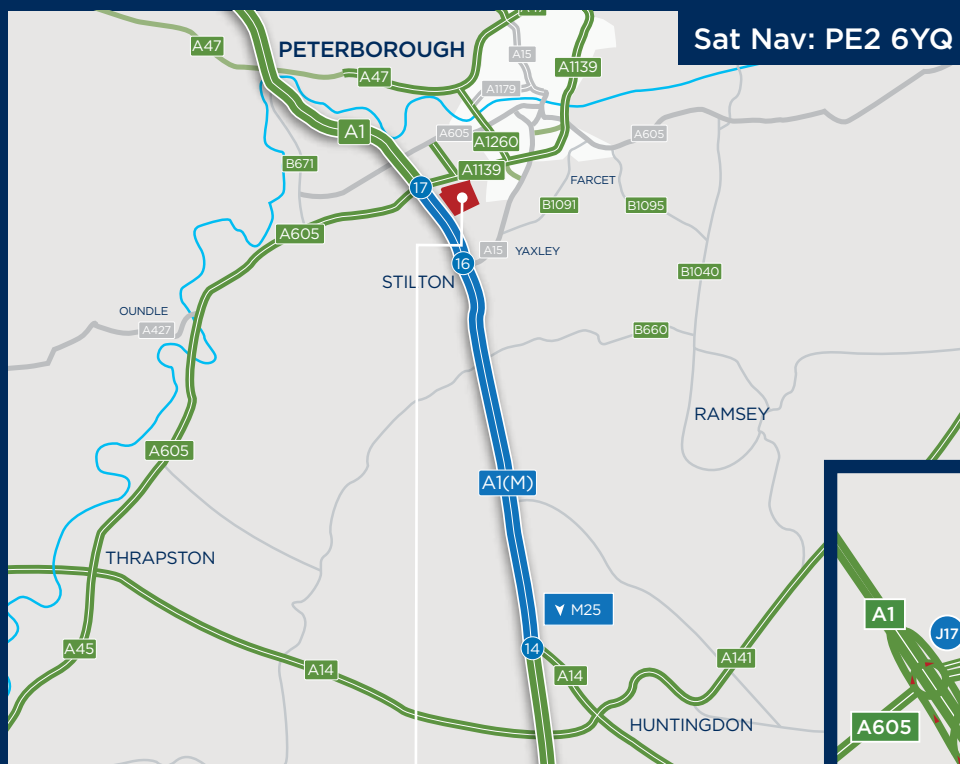 A47
Sat Nav: PE2 6YQ
A47
PETERBOROUGH
A15
A1139
A47
A1179
A1
A605
A1260
A605
B671
A1139
17
FARCET
B1091
B1095
A605
A15
YAXLEY
16
STILTON
B1040
OUNDLE
A427
B660
RAMSEY
A605
A1(M)
THRAPSTON
M25
A1
J17
A45
14
A14
A14
A141
HUNTINGDON
A605